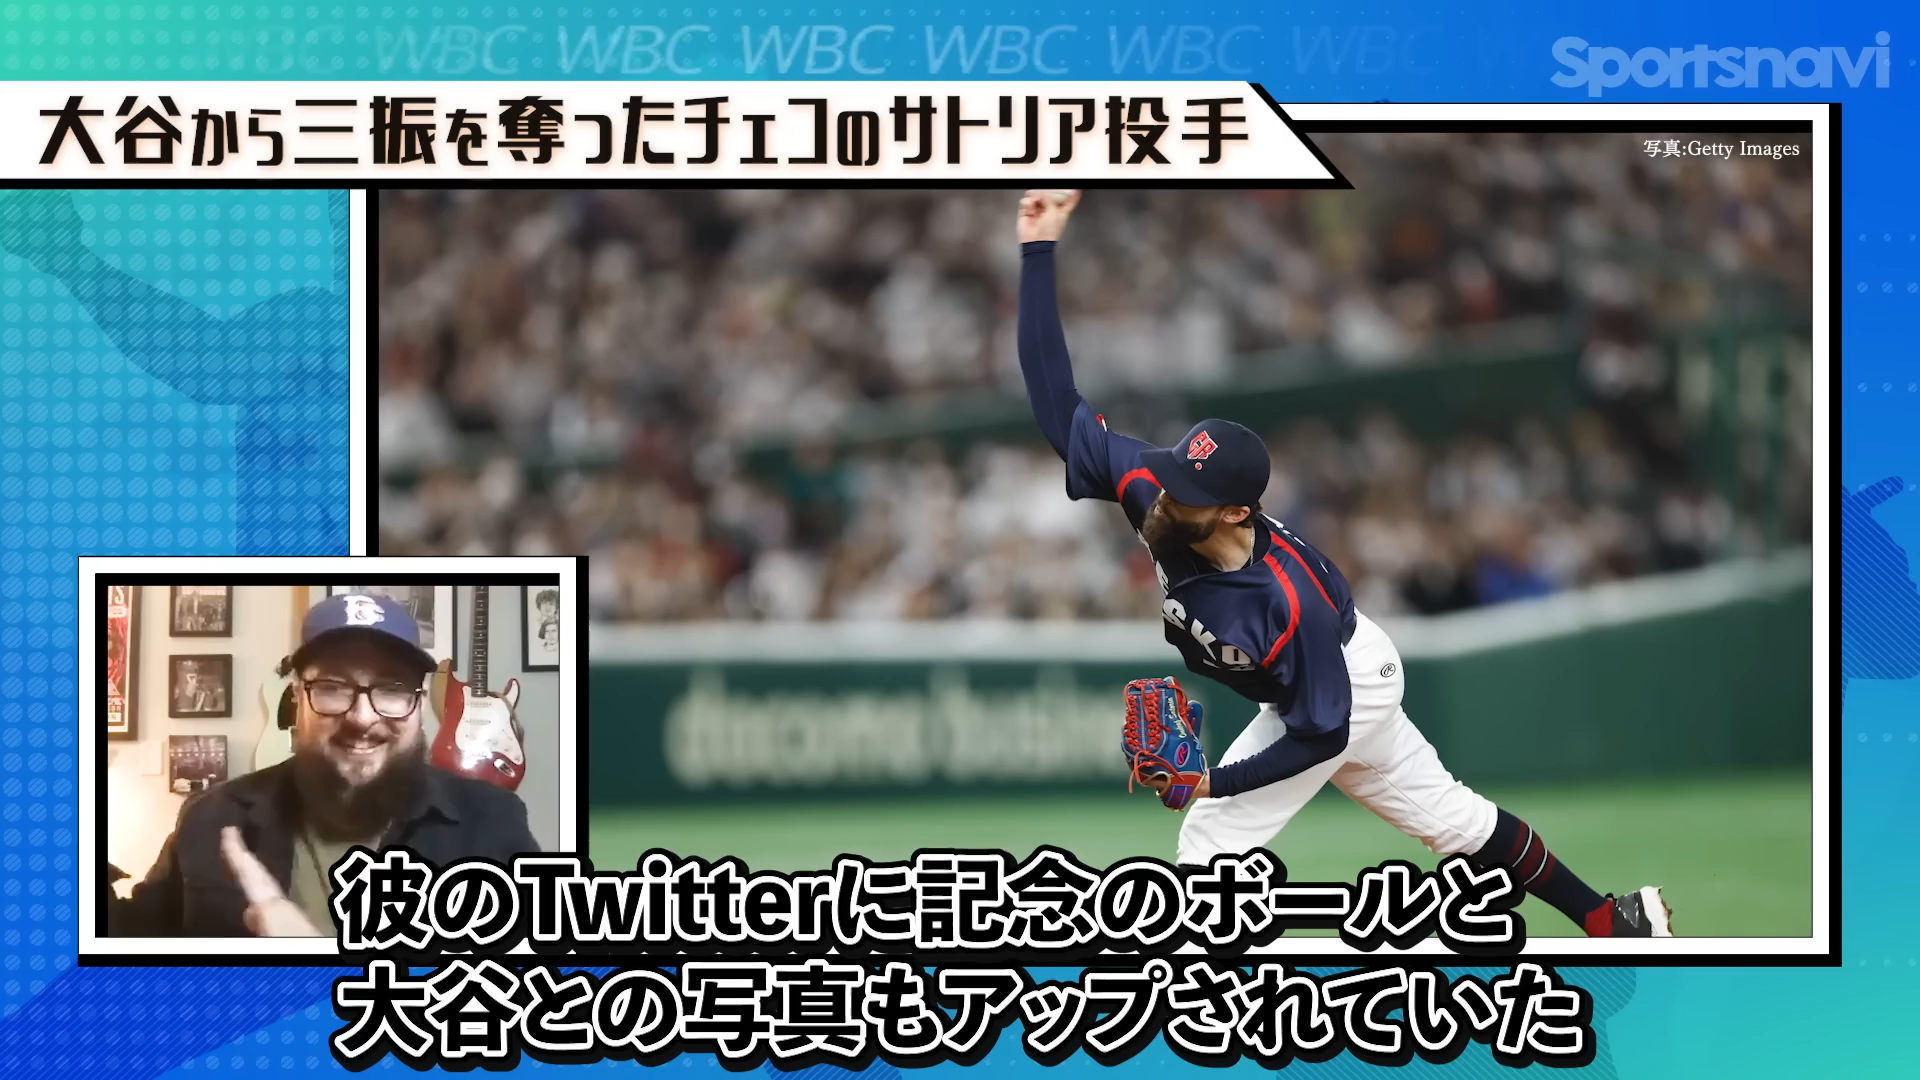 WBC WBC WBC WBC WBC WBC
Sportsnavi
大谷から三振を奪ったチェコのサトリア投手
写真:Getty Images
docomo business
彼のTwitterに記念のボールと
大谷との写真もアップされていた